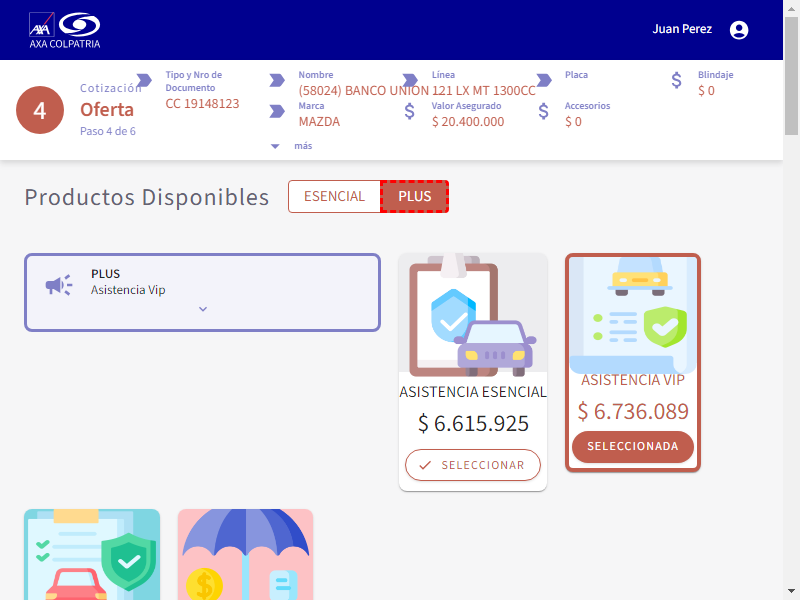 AXA COLPATRIA
Juan Perez
4
Cotización
Oferta
Paso 4 de 6
Tipo y Nro de
Documento
CC 19148123
Nombre
(58024) BANCO UNION
Línea
121 LX MT 1300CC
Placa
Blindaje
$ 0
Marca
MAZDA
Valor Asegurado
$ 20.400.000
Accesorios
$ 0
más
Productos Disponibles
ESENCIAL
PLUS
PLUS
Asistencia Vip
ASISTENCIA ESENCIAL
$ 6.615.925
SELECCIONAR
ASISTENCIA VIP
$ 6.736.089
SELECCIONADA